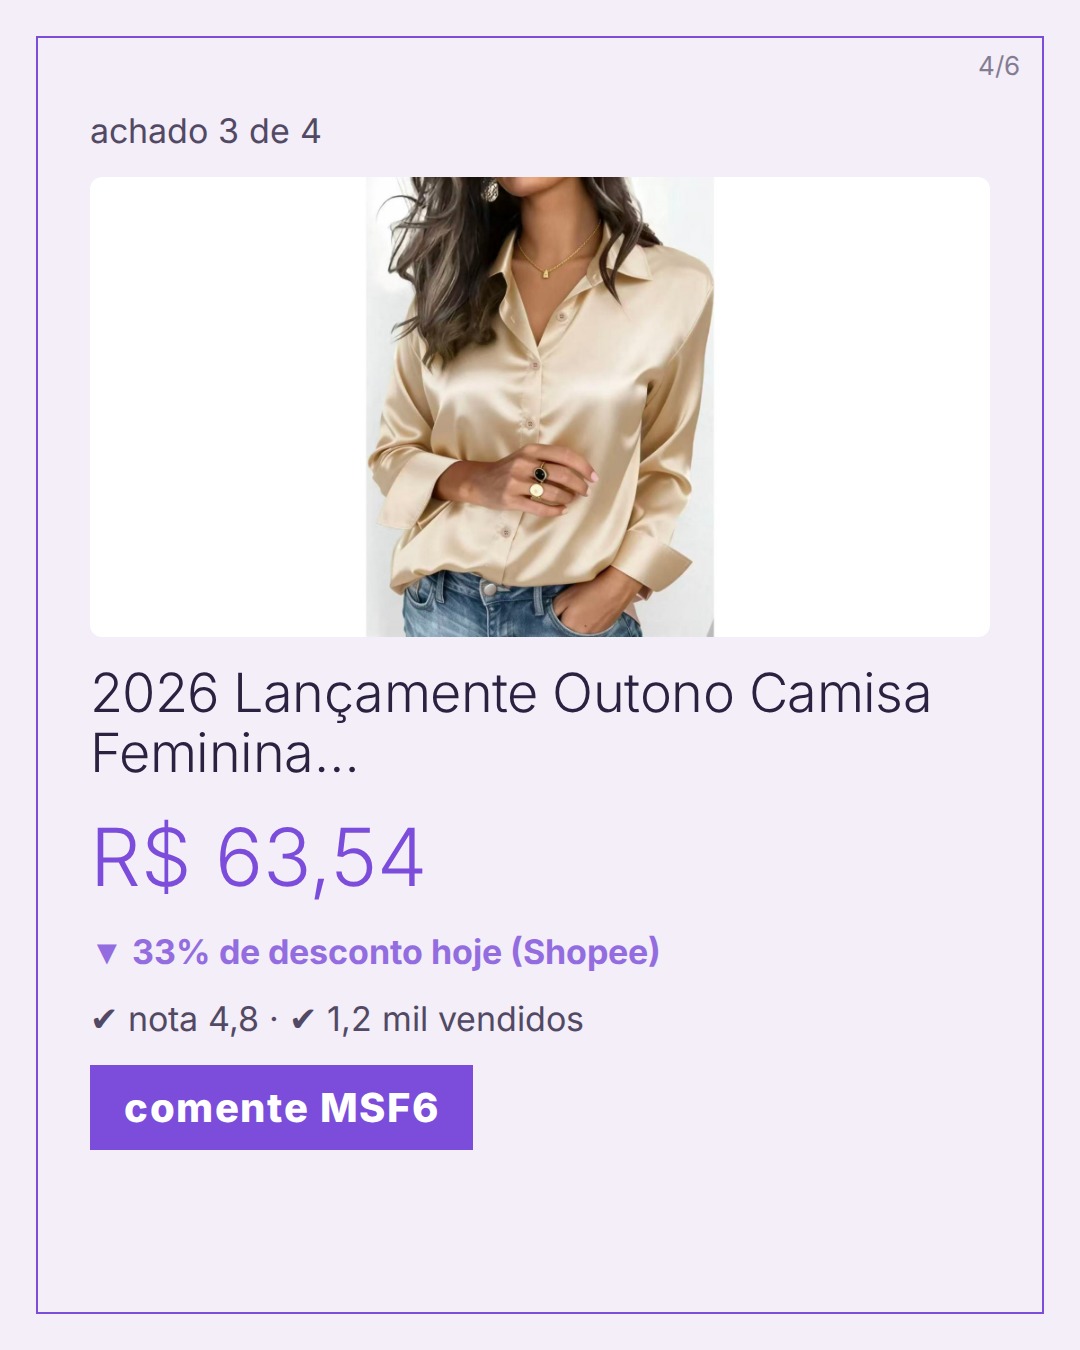 4/6
achado 3 de 4
2026 Lançamente Outono Camisa
Feminina...
R$ 63,54
▼ 33% de desconto hoje (Shopee)
✔ nota 4,8 · ✔ 1,2 mil vendidos
comente MSF6